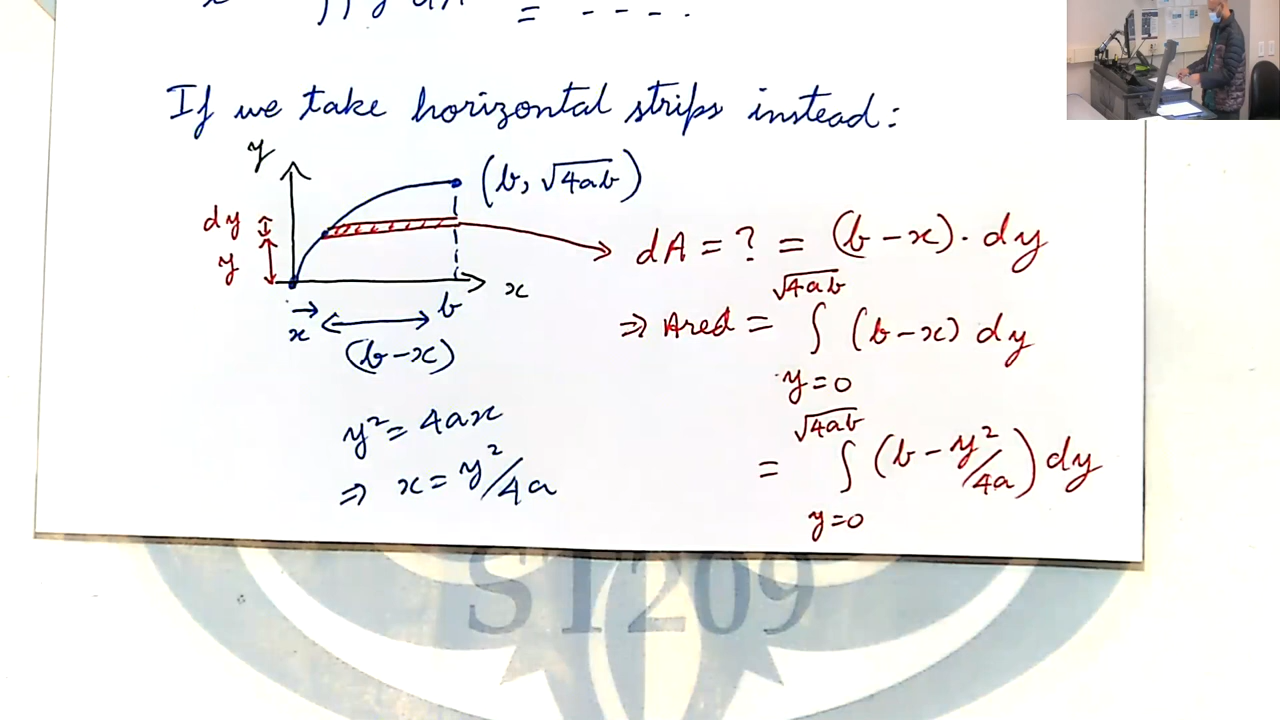 = - - - .
If we take horizontal strips instead:
y
(b, √4ab)
dy
y
x
b
x
(b-x)
dA = ? = (b-x). dy
⇒ Area = ∫_{y=0}^{√4ab} (b-x) dy
y² = 4ax
⇒ x = y²/4a
= ∫_{y=0}^{√4ab} (b - y²/4a) dy
ST209